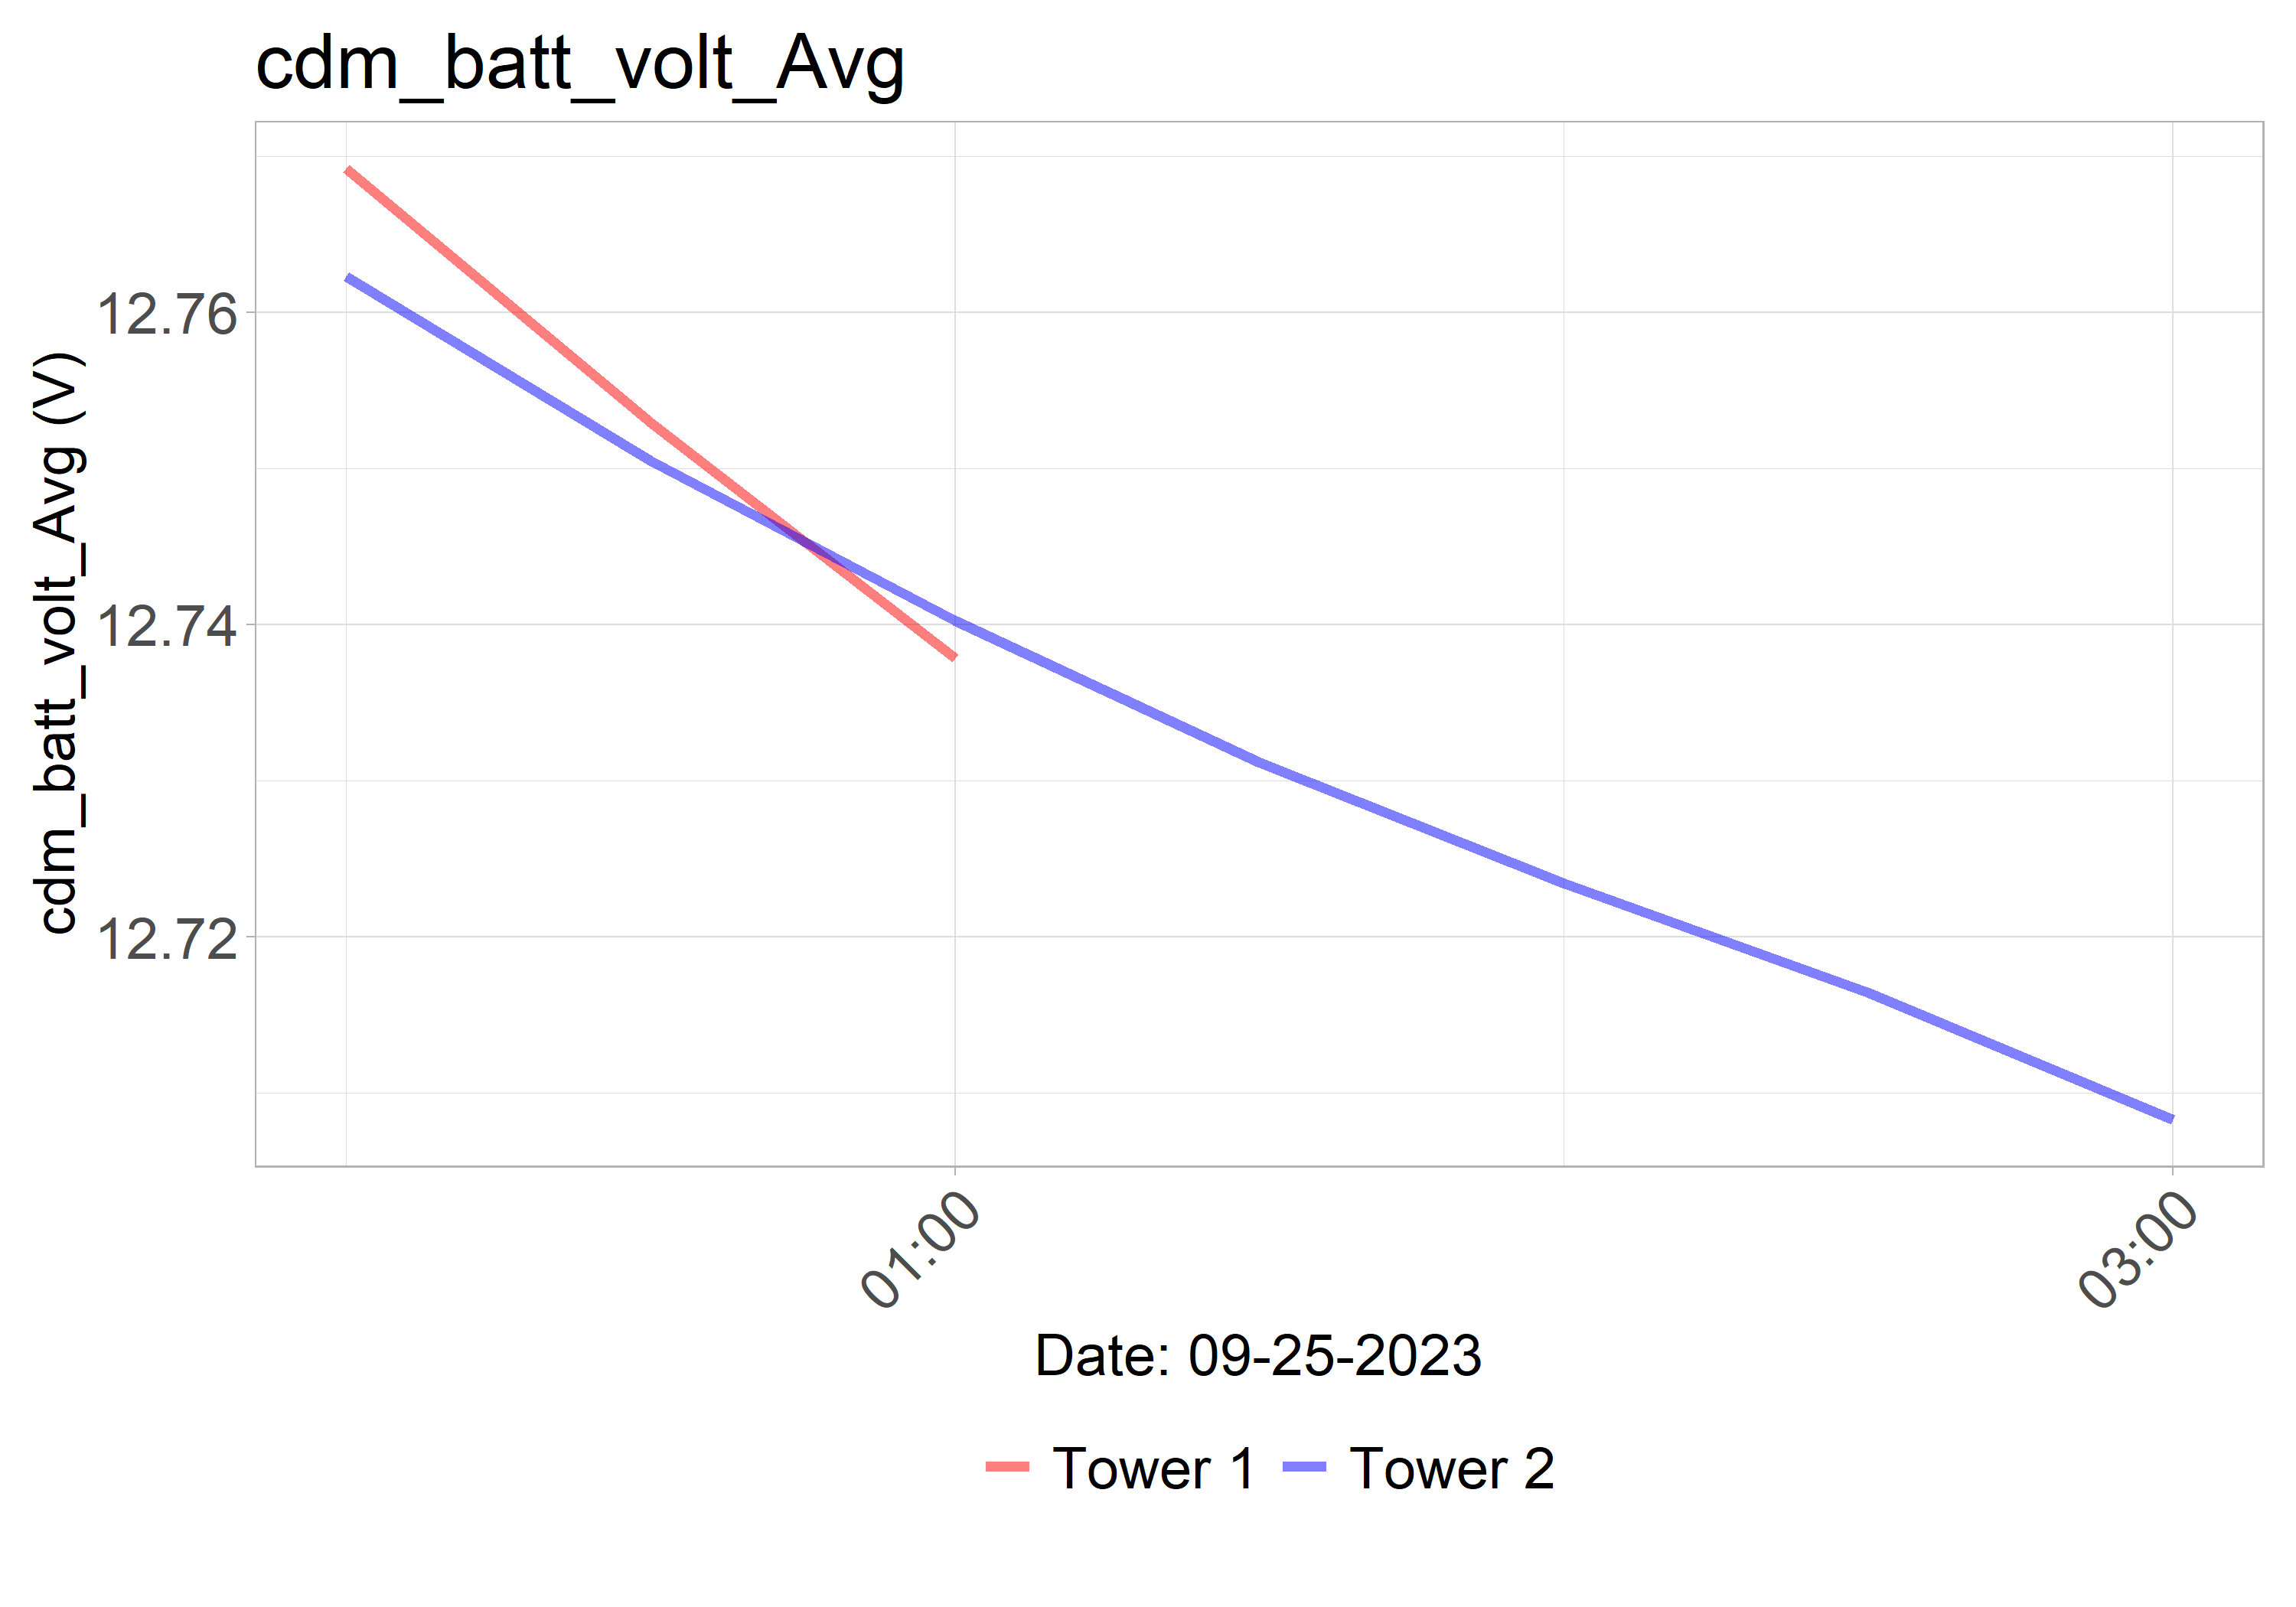 cdm_batt_volt_Avg
cdm_batt_volt_Avg (V)
12.76
12.74
12.72
01:00
03:00
Date: 09-25-2023
Tower 1
Tower 2